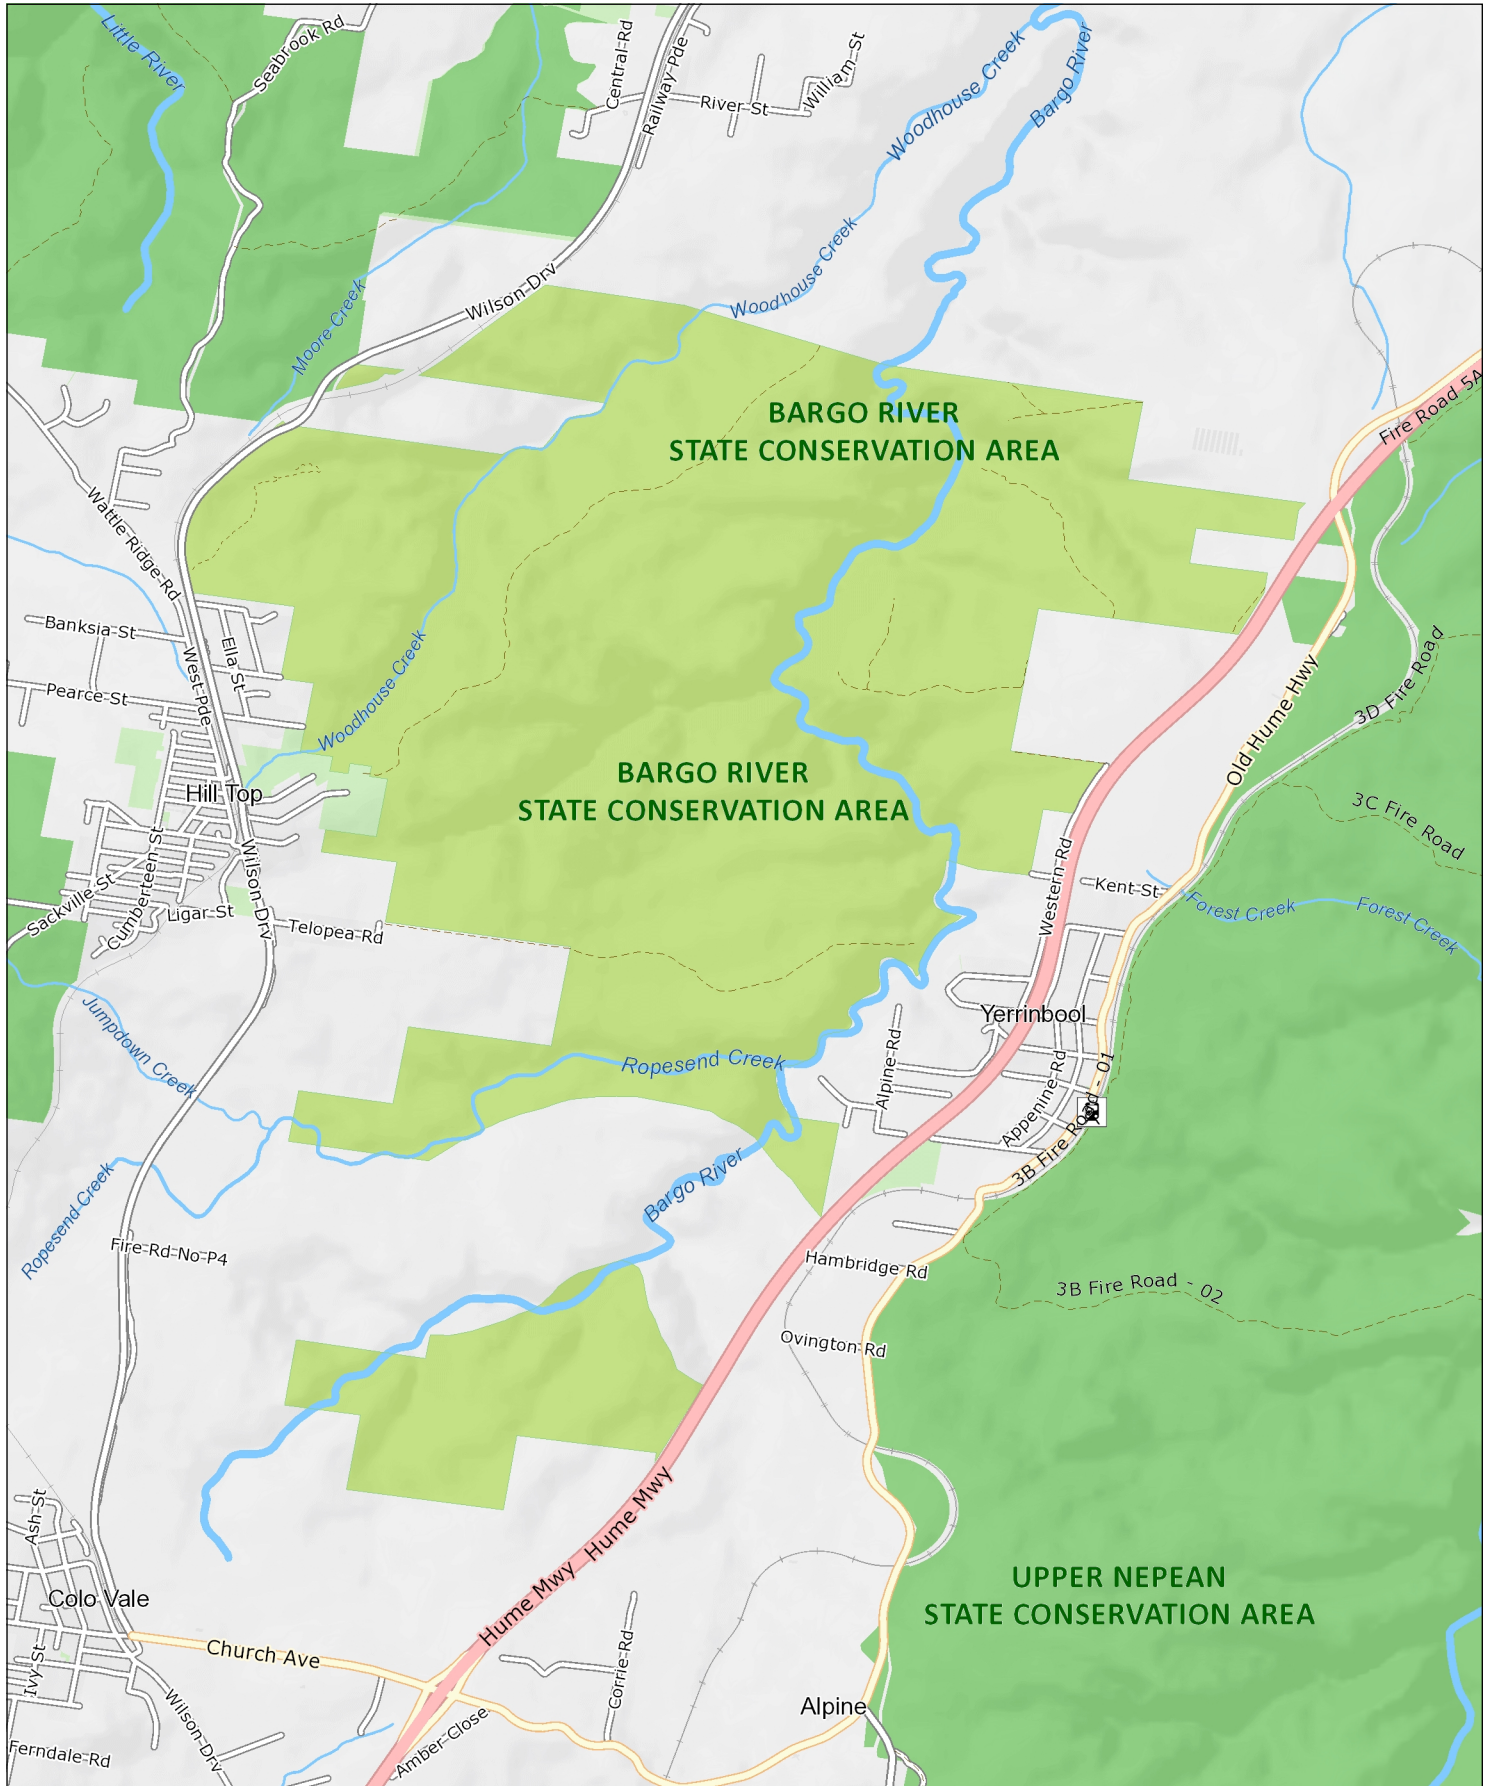 Little River
Seabrook Rd
Central-Rd
Railway-Pde
River St
William-St
Woodhouse Creek
Bargo River
Woodhouse Creek
Wilson-Drv
Moore Creek
Fire Road 5A
BARGO RIVER
STATE CONSERVATION AREA
Wattle Ridge-Rd
Banksia-St
Ella St
West-Pde
Pearce-St
Woodhouse Creek
3D Fire Road
Old Hume Hwy
BARGO RIVER
STATE CONSERVATION AREA
Hill Top
3C Fire Road
Cumberteen St
Wilson-Drv
Western Rd
Kent-St
Sackville-St
Ligar-St
Telopea Rd
Forest Creek
Forest Creek
Jumpdown Creek
Yerrinbool
Ropesend Creek
Alpine-Rd
Appenine-Rd
3B Fire Road - 01
Bargo River
Ropesend Creek
Fire-Rd-No-P4
Hambridge Rd
3B Fire Road - 02
Ovington-Rd
Ash-St
Hume Mwy
Hume Mwy
Colo Vale
UPPER NEPEAN
STATE CONSERVATION AREA
Church Ave
Ivy-St
Corrie-Rd
Wilson-Drv
Alpine
Amber-Close
Ferndale-Rd